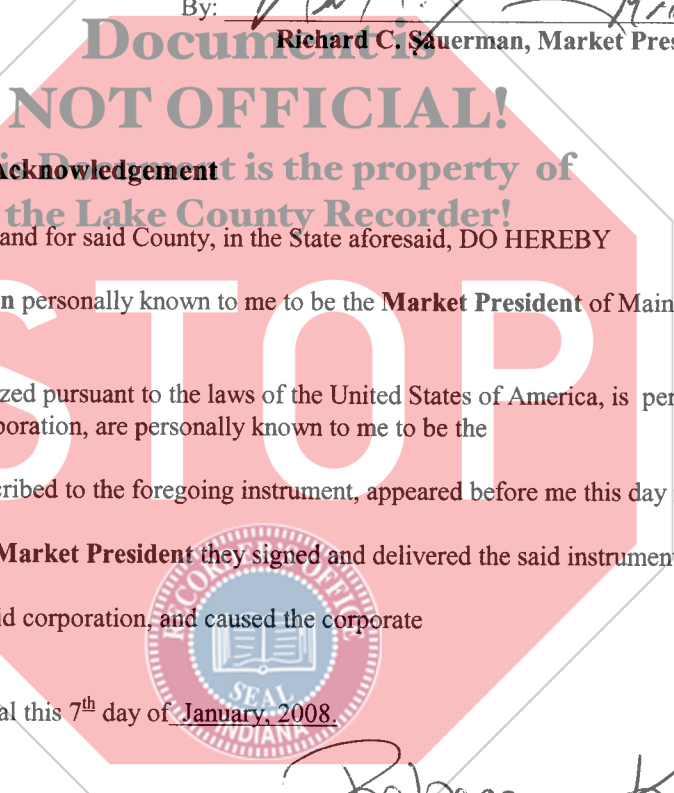 By:
Document is
Richard C. Sauerman, Market Pres
NOT OFFICIAL!
Acknowledgement
Document is the property of
the Lake County Recorder!
and for said County, in the State aforesaid, DO HEREBY
n personally known to me to be the Market President of Main
STOP
zed pursuant to the laws of the United States of America, is per
poration, are personally known to me to be the
cribed to the foregoing instrument, appeared before me this day
Market President they signed and delivered the said instrument
id corporation, and caused the corporate
RECORDER'S OFFICE
SEAL
INDIANA
al this 7th day of January, 2008.